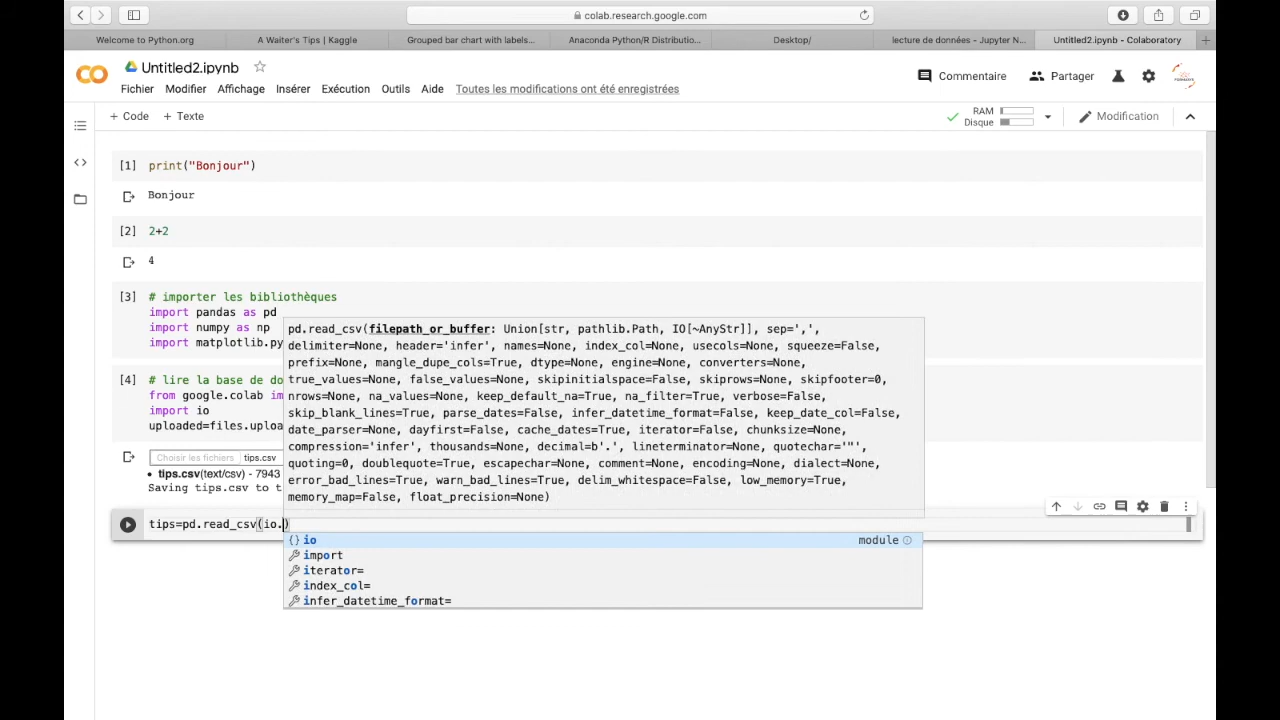 colab.research.google.com
Welcome to Python.org
A Waiter's Tips | Kaggle
Grouped bar chart with labels...
Anaconda Python/R Distributio...
Desktop/
lecture de données - Jupyter N...
Untitled2.ipynb - Colaboratory
Untitled2.ipynb
Commentaire
Partager
Fichier Modifier Affichage Insérer Exécution Outils Aide Toutes les modifications ont été enregistrées
+ Code + Texte
RAM
Disque
Modification
[1] print("Bonjour")
Bonjour
[2] 2+2
4
[3] # importer les bibliothèques
import pandas as pd
import numpy as np
import matplotlib.py
[4] # lire la base de do
from google.colab im
import io
uploaded=files.uploa
Choisir les fichiers tips.csv
• tips.csv(text/csv) - 7943
Saving tips.csv to t
pd.read_csv(filepath_or_buffer: Union[str, pathlib.Path, IO[~AnyStr]], sep=',',
delimiter=None, header='infer', names=None, index_col=None, usecols=None, squeeze=False,
prefix=None, mangle_dupe_cols=True, dtype=None, engine=None, converters=None,
true_values=None, false_values=None, skipinitialspace=False, skiprows=None, skipfooter=0,
nrows=None, na_values=None, keep_default_na=True, na_filter=True, verbose=False,
skip_blank_lines=True, parse_dates=False, infer_datetime_format=False, keep_date_col=False,
date_parser=None, dayfirst=False, cache_dates=True, iterator=False, chunksize=None,
compression='infer', thousands=None, decimal=b'.', lineterminator=None, quotechar='"',
quoting=0, doublequote=True, escapechar=None, comment=None, encoding=None, dialect=None,
error_bad_lines=True, warn_bad_lines=True, delim_whitespace=False, low_memory=True,
memory_map=False, float_precision=None)
tips=pd.read_csv(io.)
{} io module
import
iterator=
index_col=
infer_datetime_format=